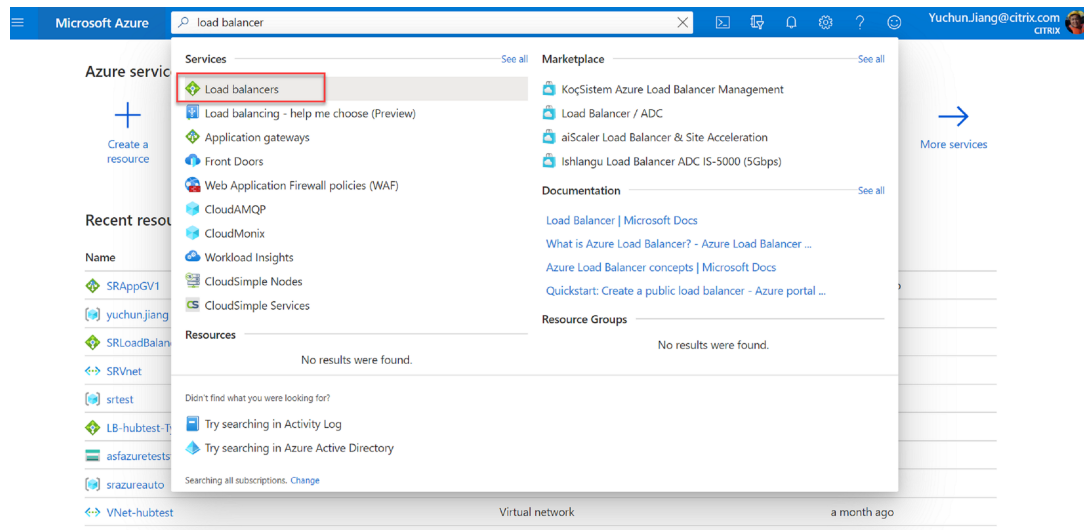 Microsoft Azure
load balancer
Yuchun.Jiang@citrix.com
CITRIX
Azure servic
Create a
resource
More services
Services
See all
Load balancers
Load balancing - help me choose (Preview)
Application gateways
Front Doors
Web Application Firewall policies (WAF)
CloudAMQP
CloudMonix
Workload Insights
CloudSimple Nodes
CS CloudSimple Services
Resources
No results were found.
Marketplace
See all
KoçSistem Azure Load Balancer Management
Load Balancer / ADC
aiScaler Load Balancer & Site Acceleration
Ishlangu Load Balancer ADC IS-5000 (5Gbps)
Documentation
See all
Load Balancer | Microsoft Docs
What is Azure Load Balancer? - Azure Load Balancer ...
Azure Load Balancer concepts | Microsoft Docs
Quickstart: Create a public load balancer - Azure portal ...
Resource Groups
No results were found.
Didn't find what you were looking for?
Try searching in Activity Log
Try searching in Azure Active Directory
Searching all subscriptions. Change
Recent resou
Name
SRAppGV1
yuchun.jiang
SRLoadBalan
SRVnet
srtest
LB-hubtest-T
asfazuretests
srazureauto
VNet-hubtest
Virtual network
a month ago